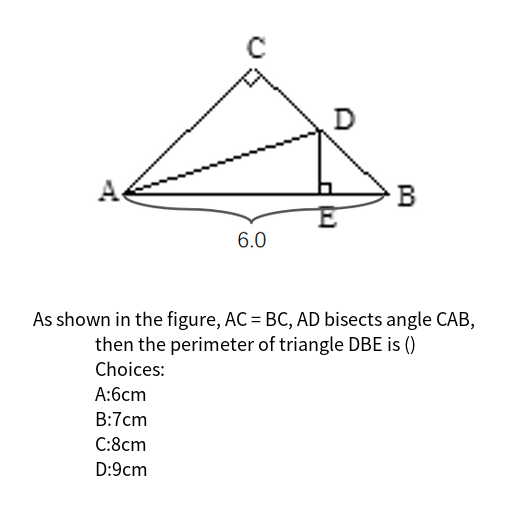 C
D
A
B
E
6.0
As shown in the figure, AC = BC, AD bisects angle CAB,
then the perimeter of triangle DBE is ()
Choices:
A:6cm
B:7cm
C:8cm
D:9cm